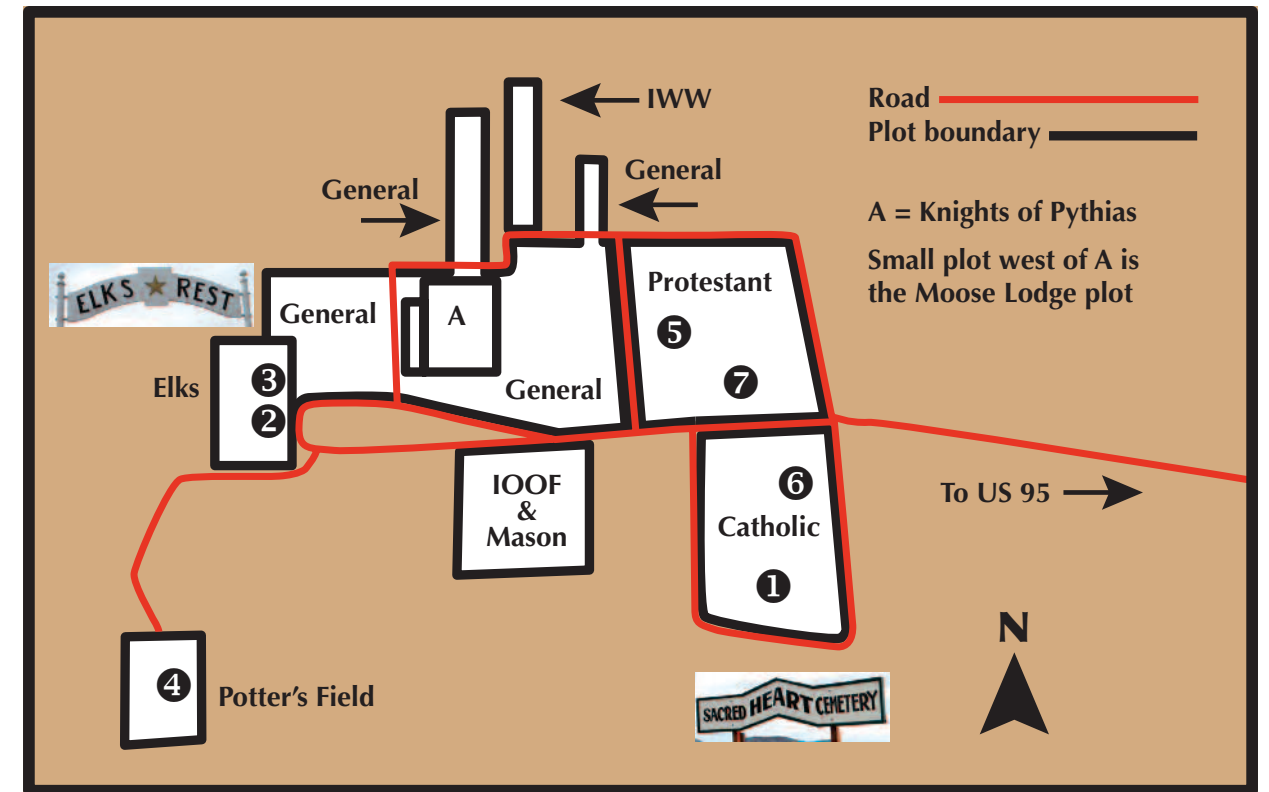 IWW
General
General
Road
Plot boundary
A = Knights of Pythias
Small plot west of A is
the Moose Lodge plot
ELKS REST
General
A
Protestant
5
7
General
Elks
3
2
IOOF
&
Mason
6
Catholic
1
To US 95
N
4
Potter's Field
SACRED HEART CEMETERY